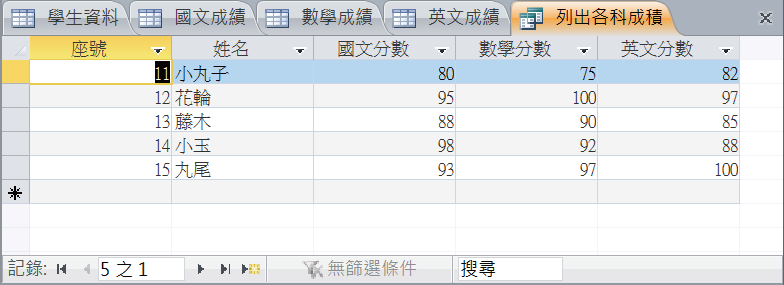 學生資料 國文成績 數學成績 英文成績 列出各科成積
座號 姓名 國文分數 數學分數 英文分數
11 小丸子 80 75 82
12 花輪 95 100 97
13 藤木 88 90 85
14 小玉 98 92 88
15 丸尾 93 97 100
記錄: 5 之 1 無篩選條件 搜尋